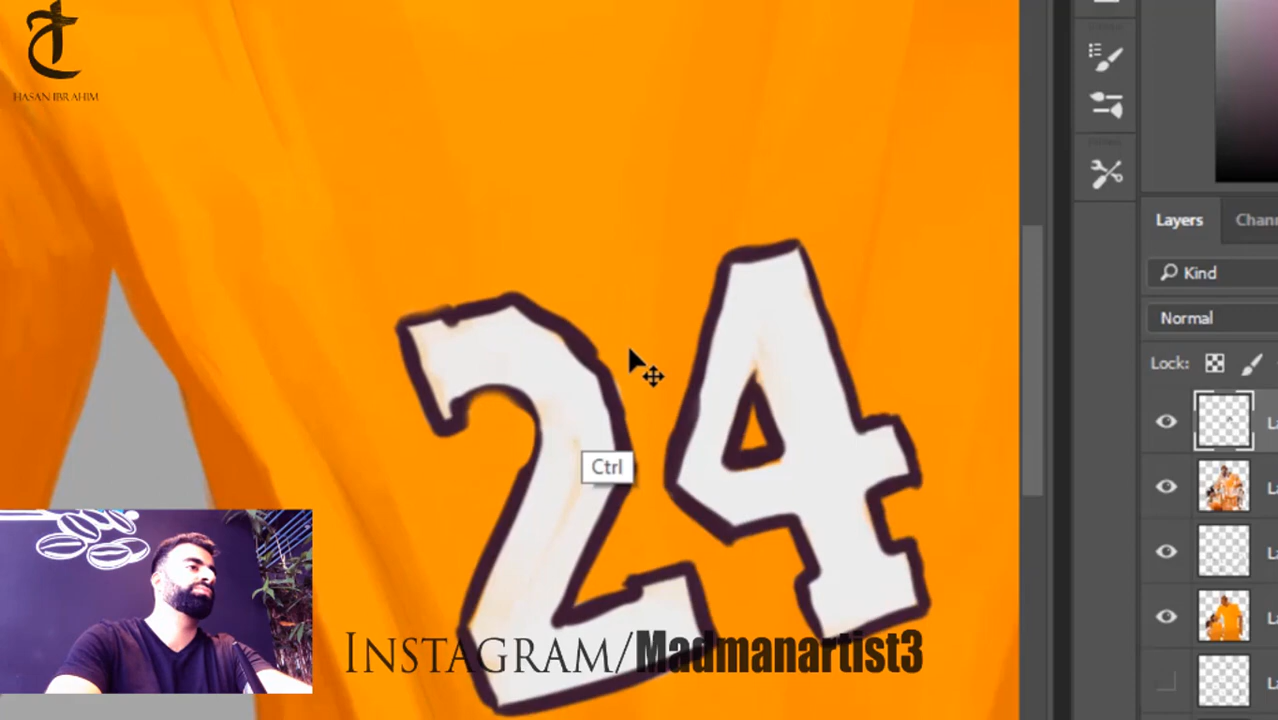 HASAN IBRAHIM
Layers
Chann
Kind
Normal
Lock:
24
Ctrl
INSTAGRAM/Madmanartist3